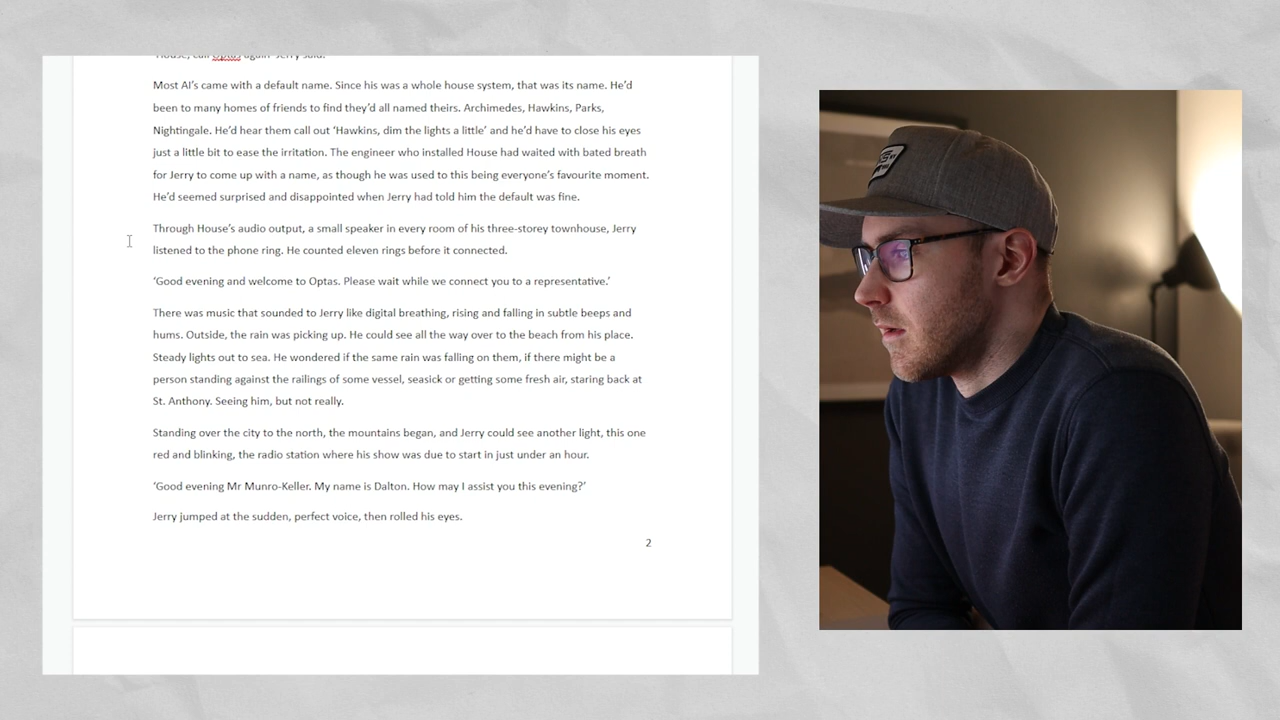 'House, call Optas again' Jerry said.
Most AI's came with a default name. Since his was a whole house system, that was its name. He'd
been to many homes of friends to find they'd all named theirs. Archimedes, Hawkins, Parks,
Nightingale. He'd hear them call out 'Hawkins, dim the lights a little' and he'd have to close his eyes
just a little bit to ease the irritation. The engineer who installed House had waited with bated breath
for Jerry to come up with a name, as though he was used to this being everyone's favourite moment.
He'd seemed surprised and disappointed when Jerry had told him the default was fine.
Through House's audio output, a small speaker in every room of his three-storey townhouse, Jerry
listened to the phone ring. He counted eleven rings before it connected.
'Good evening and welcome to Optas. Please wait while we connect you to a representative.'
There was music that sounded to Jerry like digital breathing, rising and falling in subtle beeps and
hums. Outside, the rain was picking up. He could see all the way over to the beach from his place.
Steady lights out to sea. He wondered if the same rain was falling on them, if there might be a
person standing against the railings of some vessel, seasick or getting some fresh air, staring back at
St. Anthony. Seeing him, but not really.
Standing over the city to the north, the mountains began, and Jerry could see another light, this one
red and blinking, the radio station where his show was due to start in just under an hour.
'Good evening Mr Munro-Keller. My name is Dalton. How may I assist you this evening?'
Jerry jumped at the sudden, perfect voice, then rolled his eyes.
2